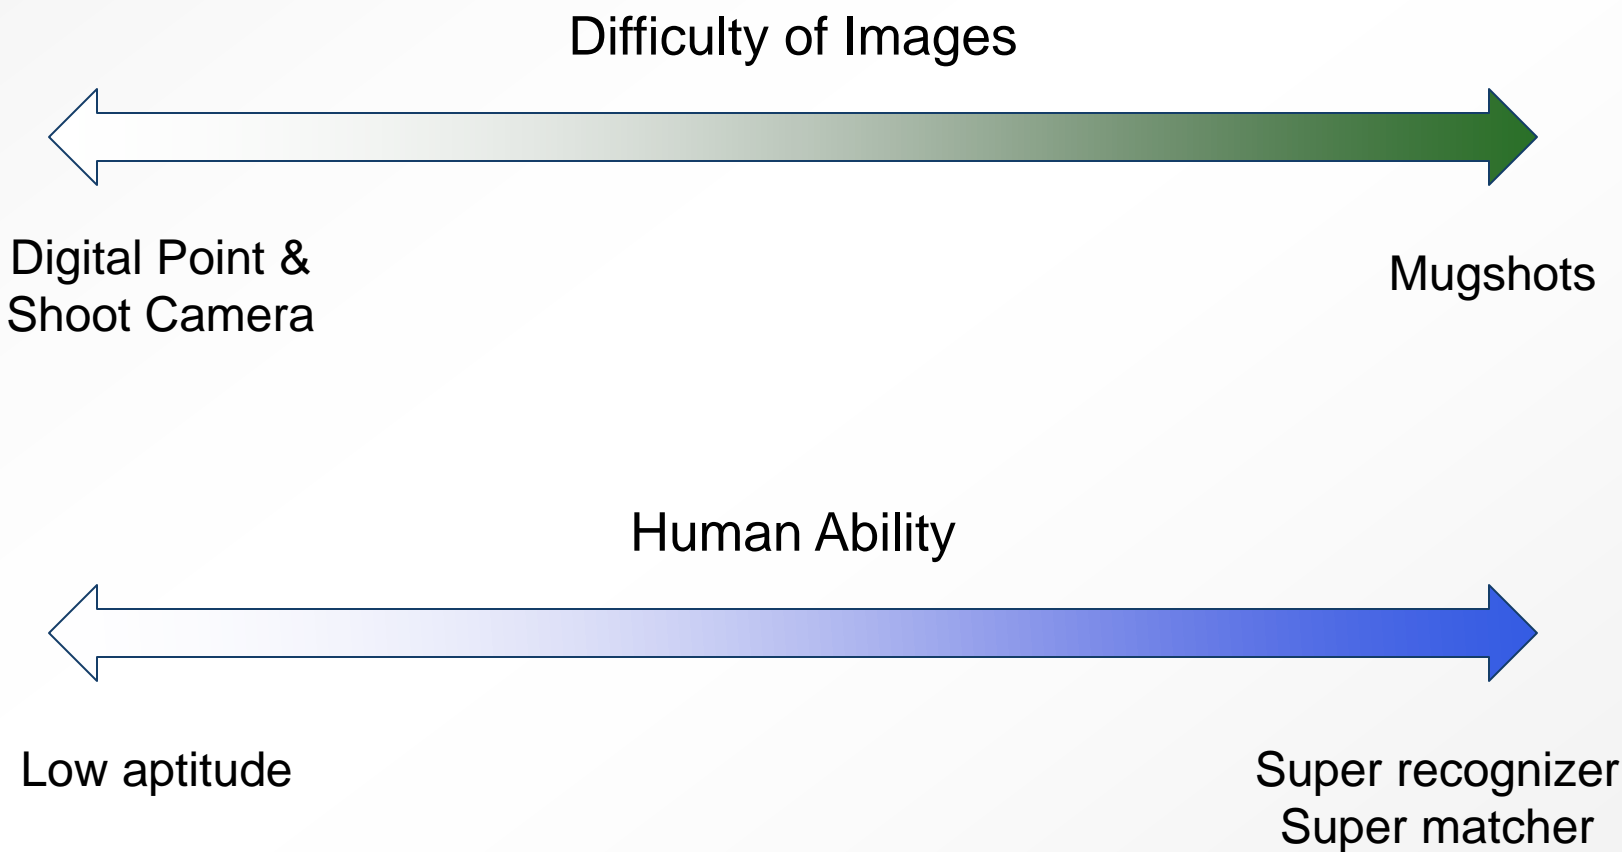 Difficulty of Images
Digital Point &
Shoot Camera
Mugshots
Human Ability
Low aptitude
Super recognizer
Super matcher